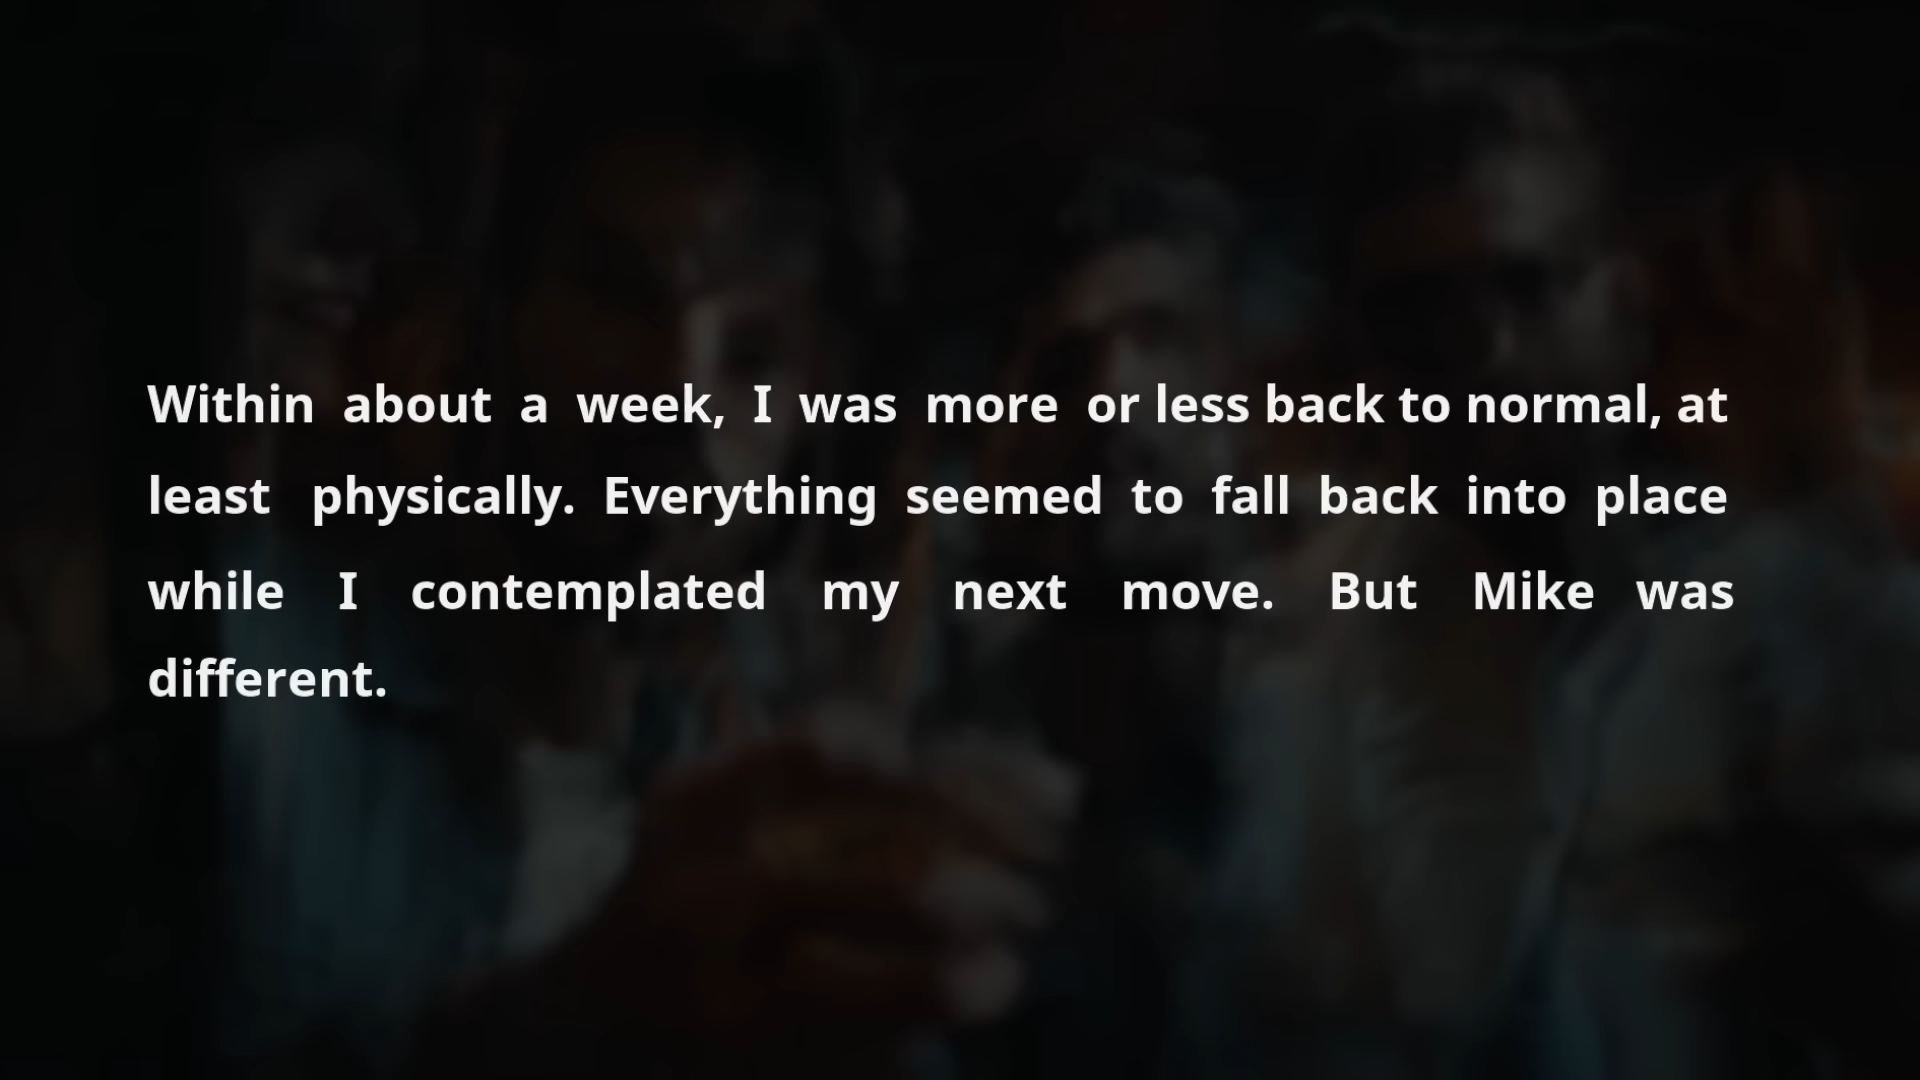 Within about a week, I was more or less back to normal, at
least physically. Everything seemed to fall back into place
while I contemplated my next move. But Mike was
different.